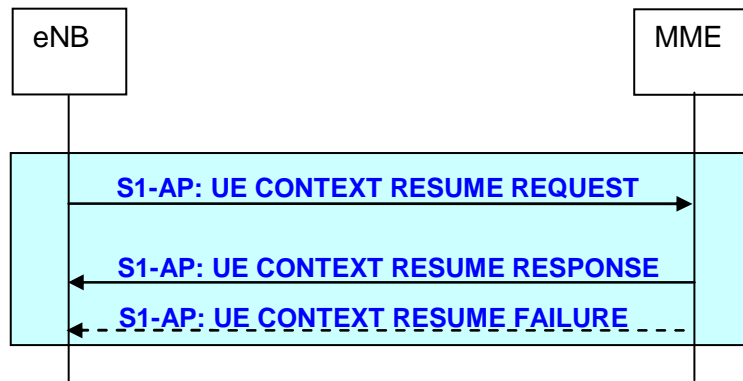 eNB
MME
S1-AP: UE CONTEXT RESUME REQUEST
S1-AP: UE CONTEXT RESUME RESPONSE
S1-AP: UE CONTEXT RESUME FAILURE